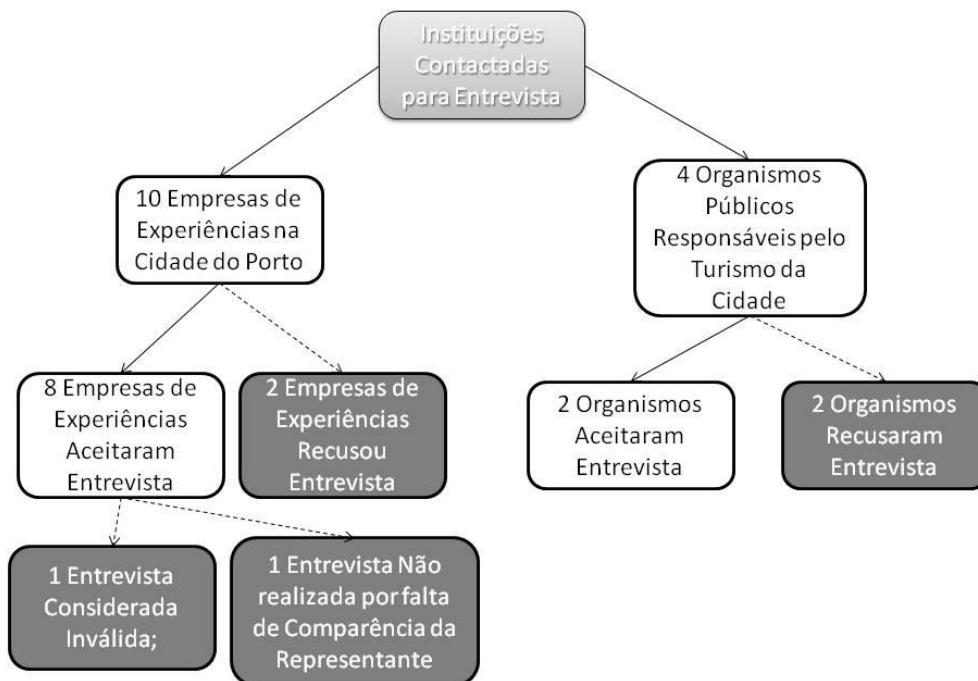 Instituições
Contactadas
para Entrevista
10 Empresas de
Experiências na
Cidade do Porto
4 Organismos
Públicos
Responsáveis pelo
Turismo da
Cidade
8 Empresas de
Experiências
Aceitaram
Entrevista
2 Empresas de
Experiências
Recusou
Entrevista
2 Organismos
Aceitaram
Entrevista
2 Organismos
Recusaram
Entrevista
1 Entrevista
Considerada
Inválida;
1 Entrevista Não
realizada por falta
de Comparência da
Representante